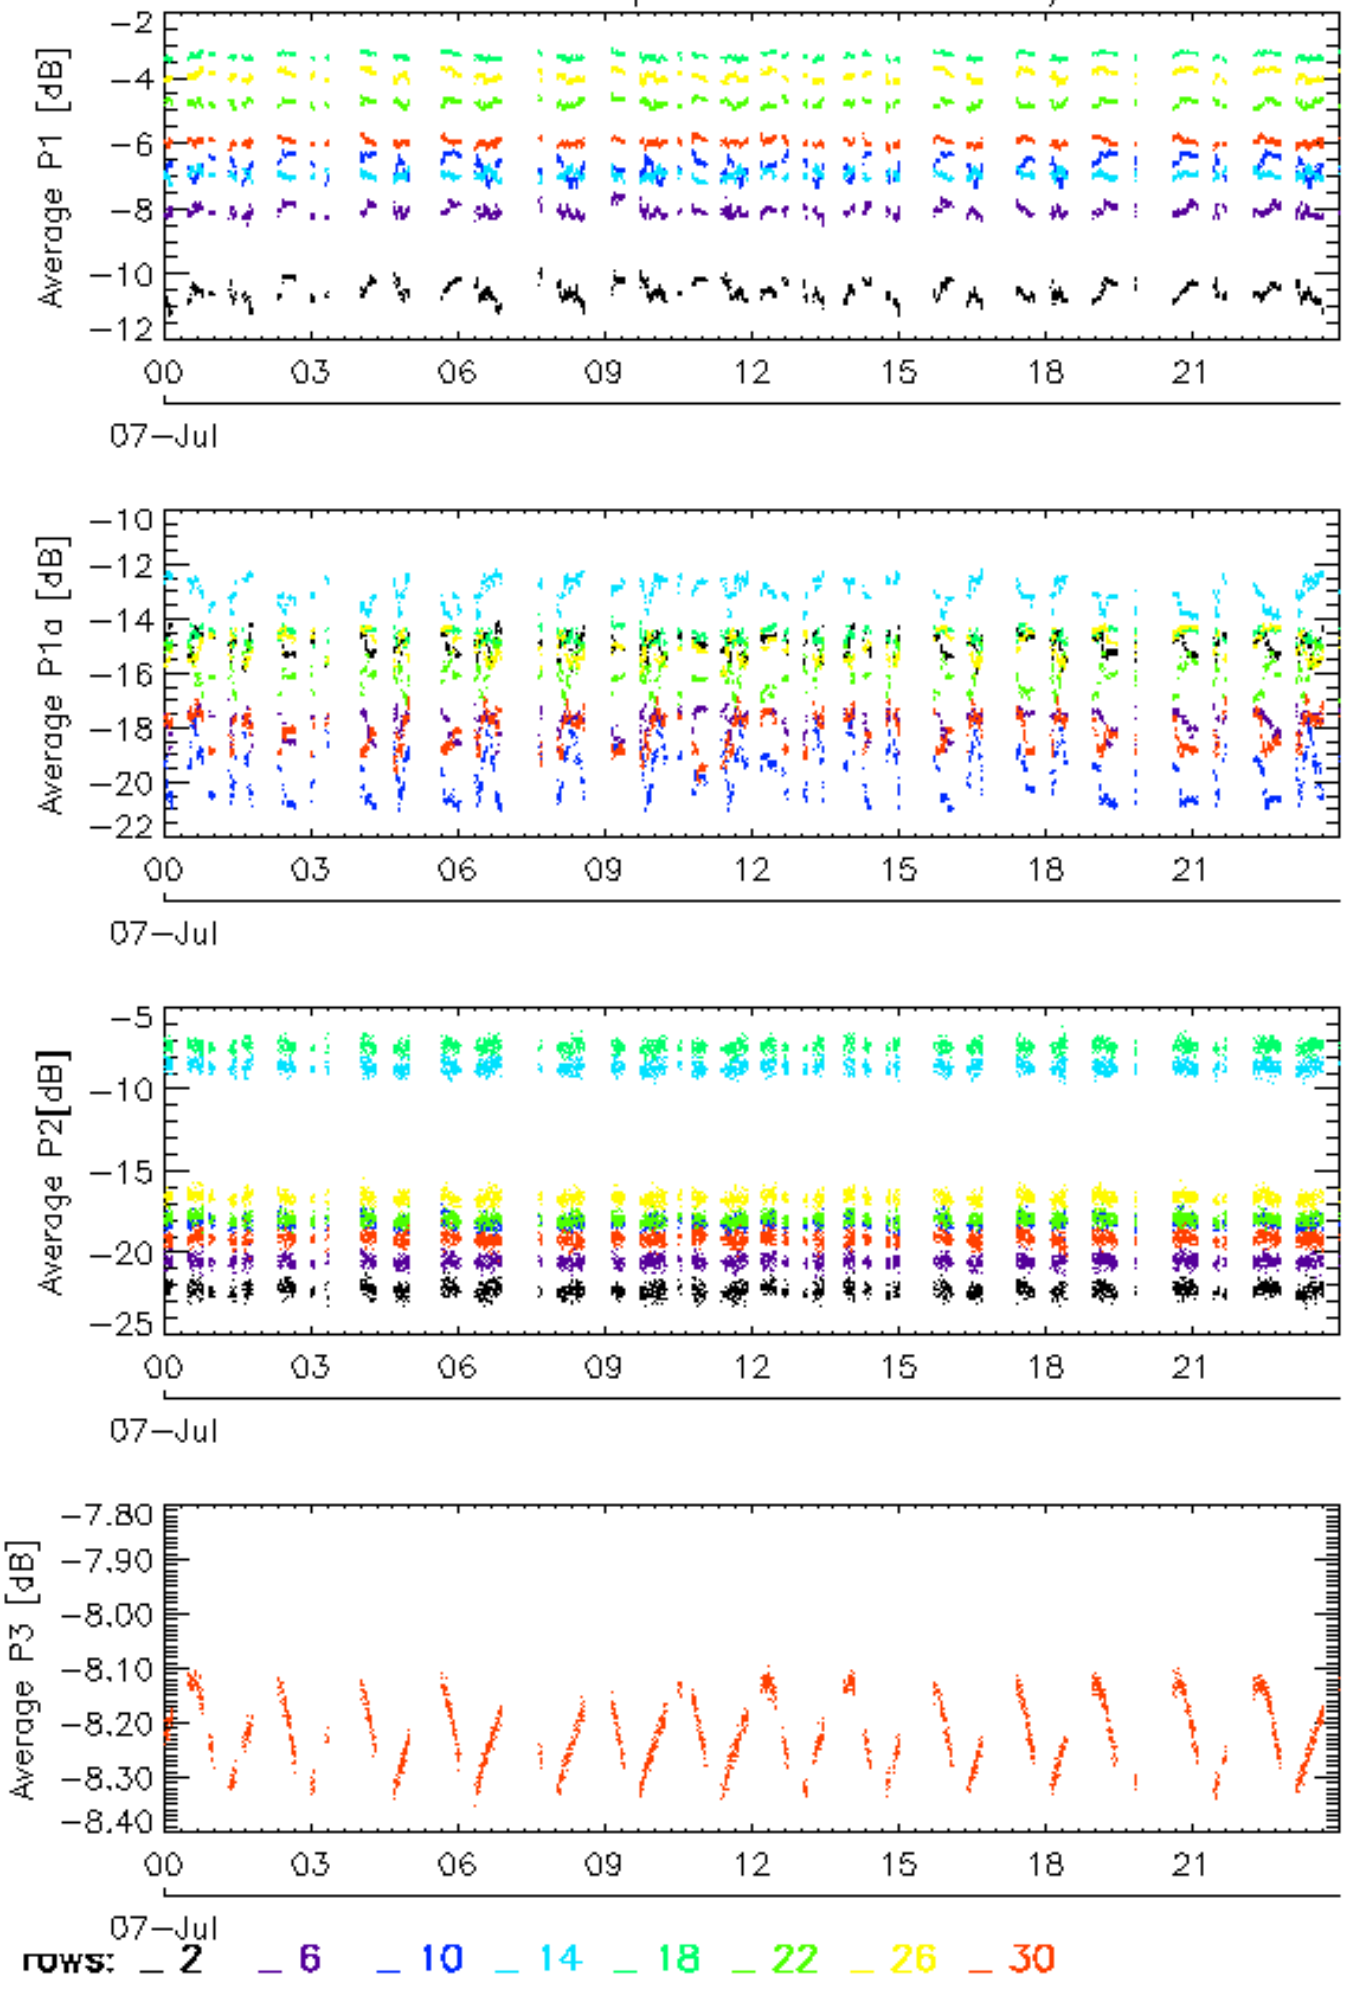 Average P1 [dB]
−2
−4
−6
−8
−10
−12
00 03 06 09 12 15 18 21
07−Jul
Average P1a [dB]
−10
−12
−14
−16
−18
−20
−22
00 03 06 09 12 15 18 21
07−Jul
Average P2[dB]
−5
−10
−15
−20
−25
00 03 06 09 12 15 18 21
07−Jul
Average P3 [dB]
−7.80
−7.90
−8.00
−8.10
−8.20
−8.30
−8.40
00 03 06 09 12 15 18 21
07−Jul
rows: _ 2 _ 6 _ 10 _ 14 _ 18 _ 22 _ 26 _ 30